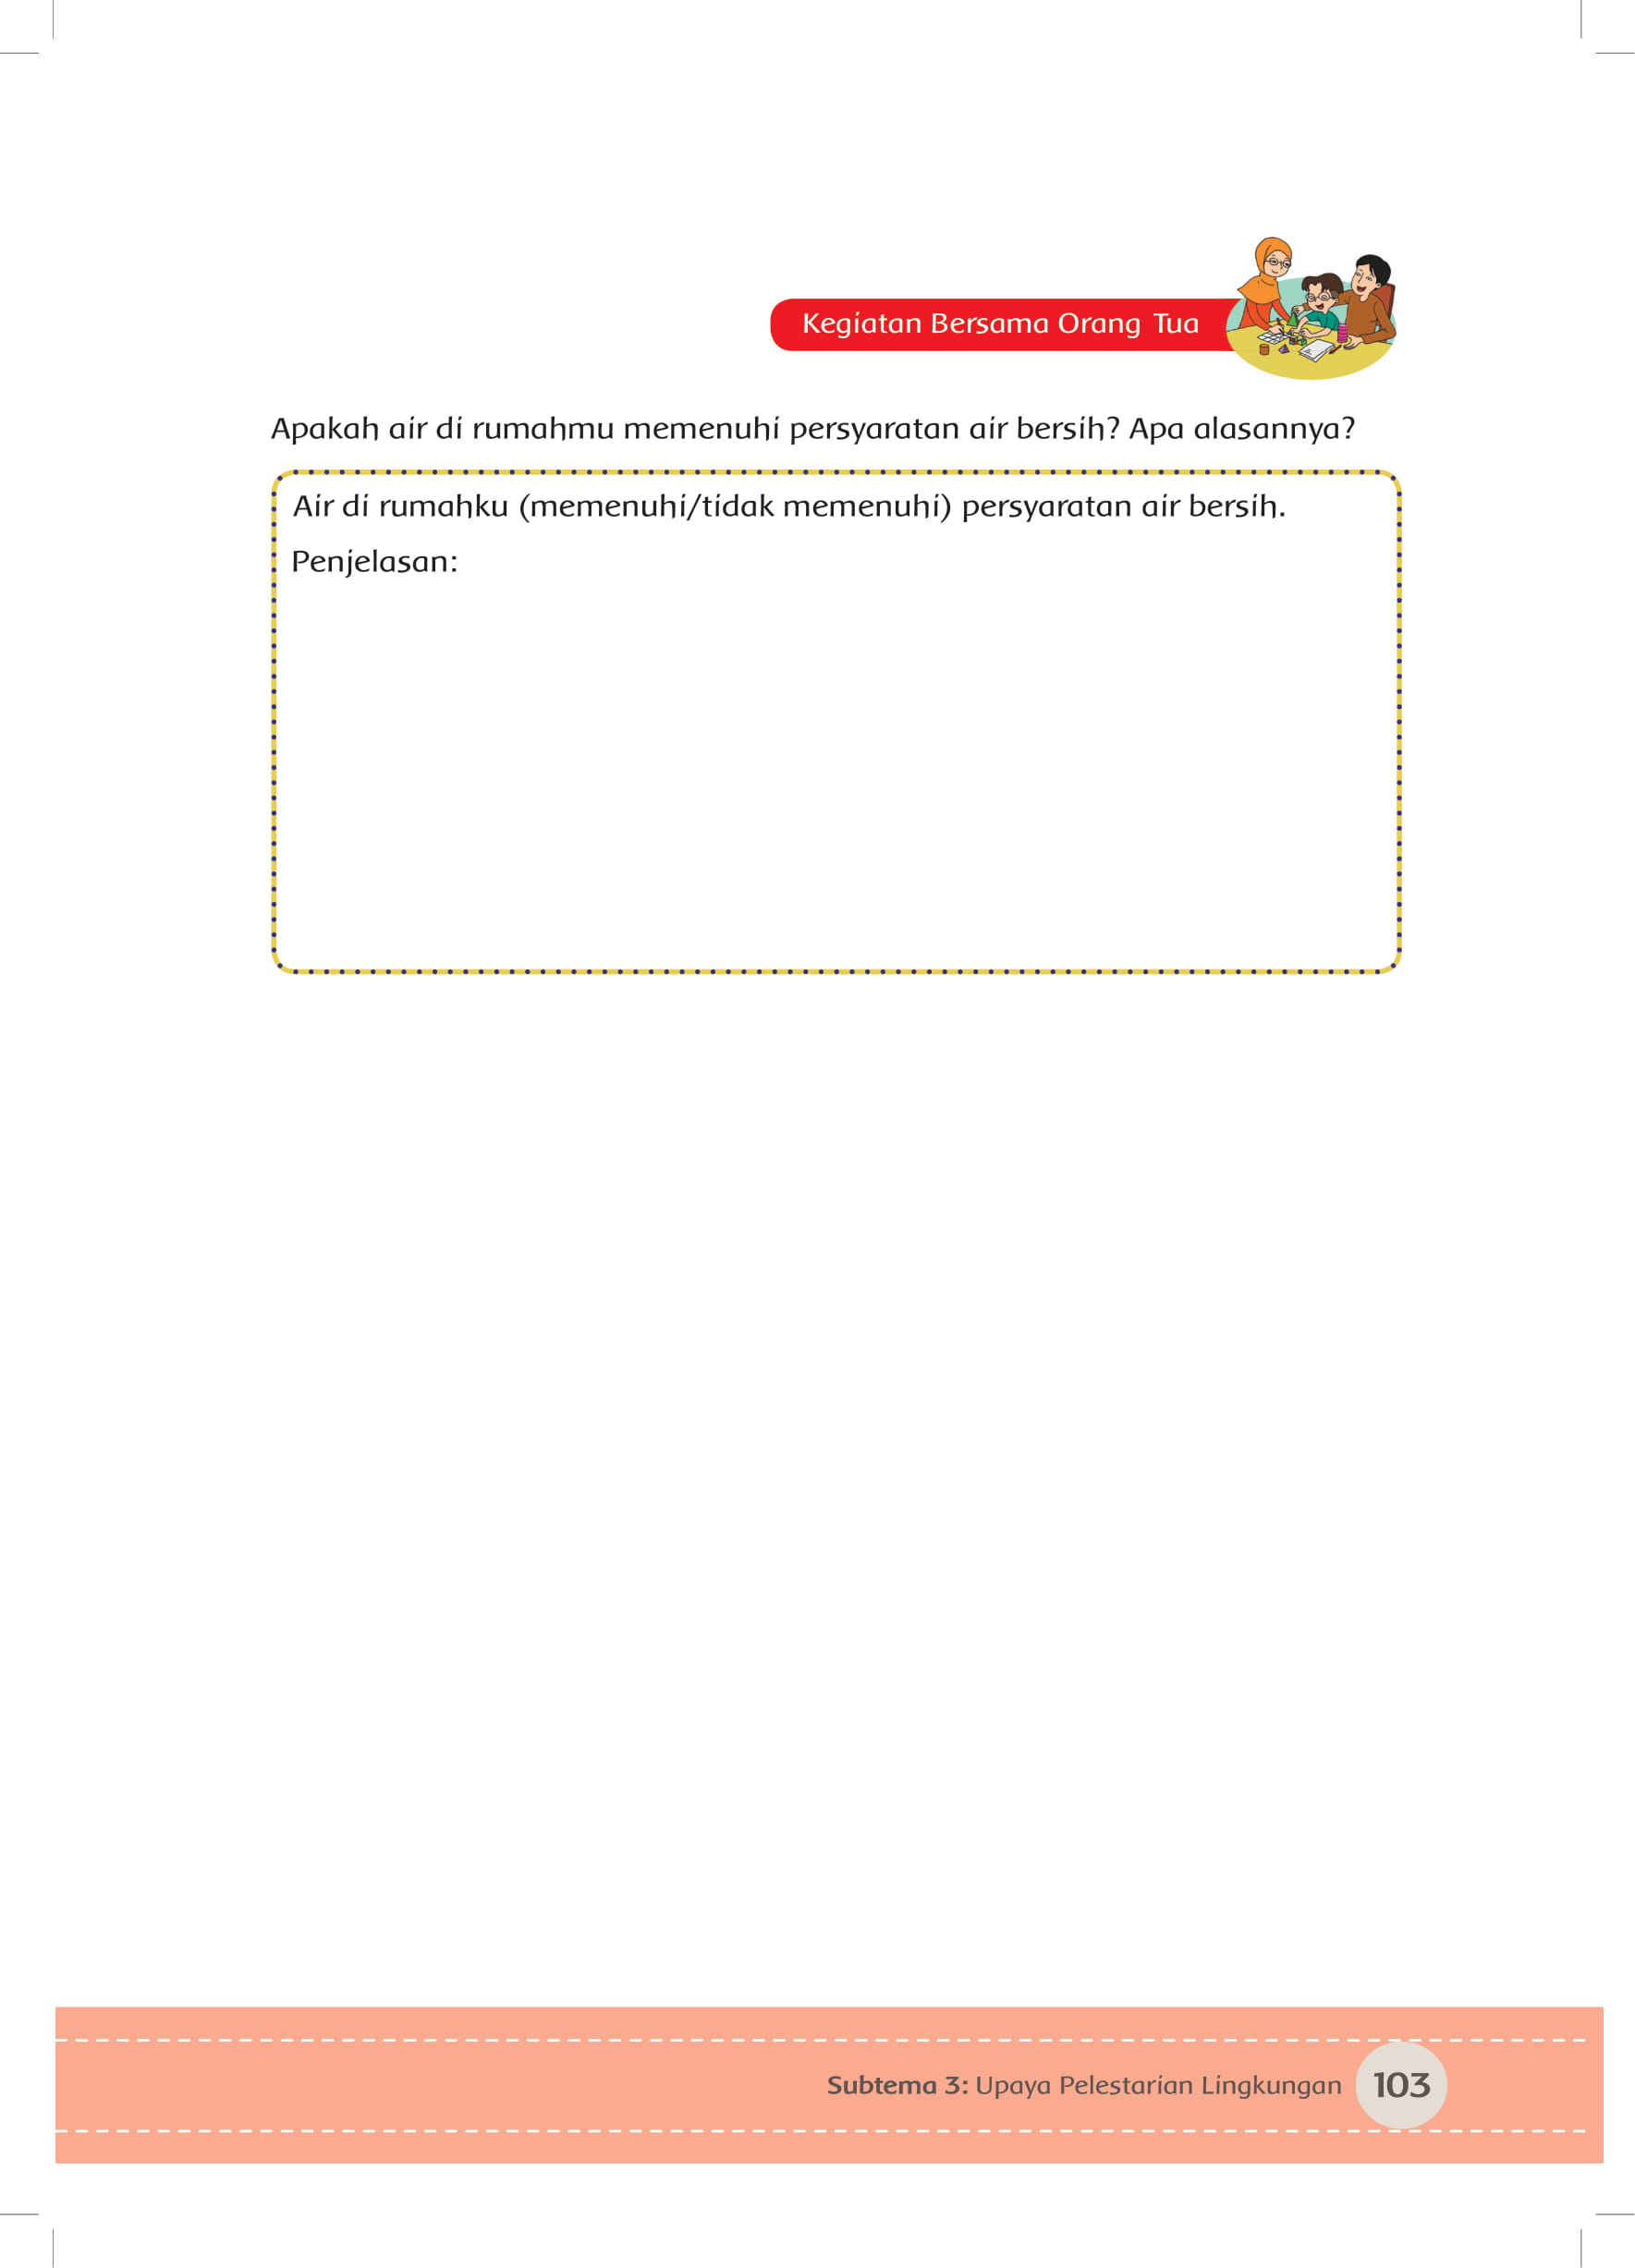 Kegiatan Bersama Orang Tua
Apakah air di rumahmu memenuhi persyaratan air bersih? Apa alasannya?
Air di rumahku (memenuhi/tidak memenuhi) persyaratan air bersih.
Penjelasan:
Subtema 3: Upaya Pelestarian Lingkungan 103